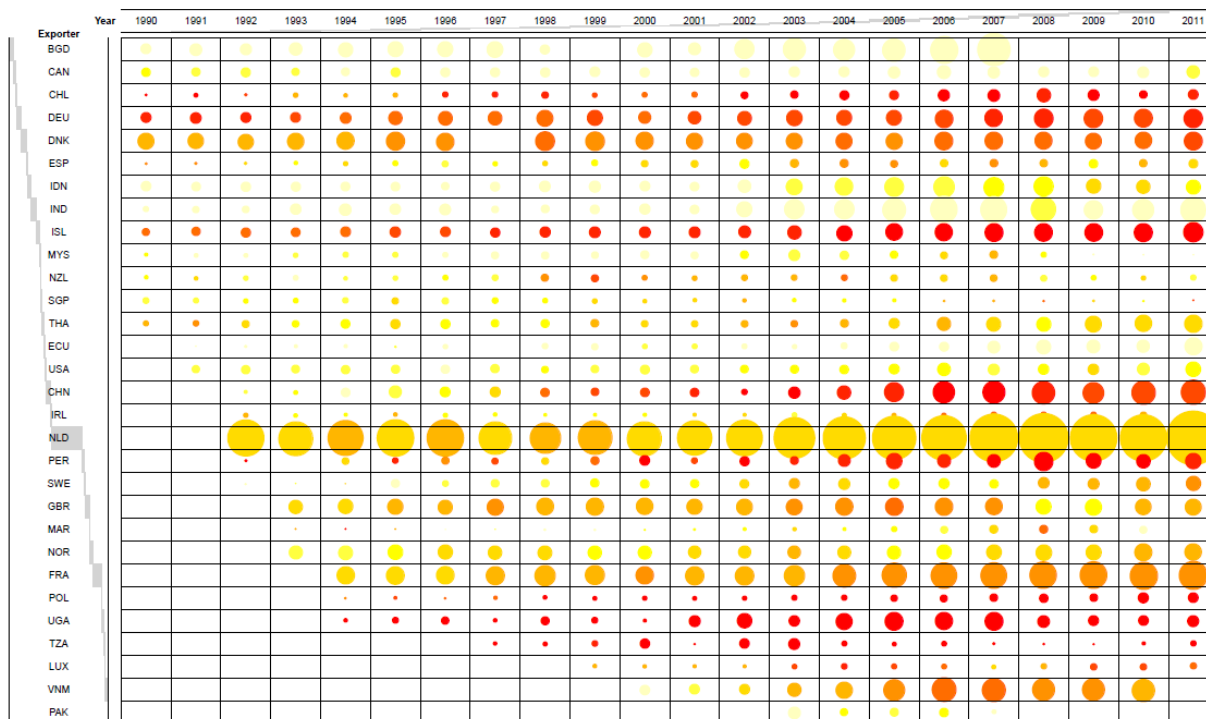 Year 1990 1991 1992 1993 1994 1995 1996 1997 1998 1999 2000 2001 2002 2003 2004 2005 2006 2007 2008 2009 2010 2011
Exporter
BGD
CAN
CHL
DEU
DNK
ESP
IDN
IND
ISL
MYS
NZL
SGP
THA
ECU
USA
CHN
IRL
NLD
PER
SWE
GBR
MAR
NOR
FRA
POL
UGA
TZA
LUX
VNM
PAK